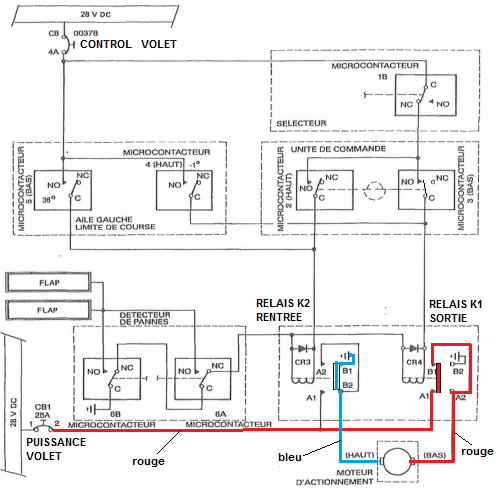 28 V DC
C8 00378
4A
CONTROL VOLET
MICROCONTACTEUR
1B
C
NC
NO
SELECTEUR
MICROCONTACTEUR
4 (HAUT) -1°
UNITE DE COMMANDE
MICROCONTACTEUR
5 (BAS)
NO
NC
36°
C
NO
NC
C
AILE GAUCHE
LIMITE DE COURSE
MICROCONTACTEUR
2 (HAUT)
NO
NC
C
NO
NC
C
MICROCONTACTEUR
3 (BAS)
FLAP
FLAP
RELAIS K2
RENTREE
RELAIS K1
SORTIE
DETECTEUR
DE PANNES
NO
NC
C
NO
NC
C
6B
6A
CR3
A2
B1
B2
A1
CR4
B1
B2
A1
A2
28 V DC
CB1
25A
1
2
PUISSANCE
VOLET
MICROCONTACTEUR
MICROCONTACTEUR
rouge
bleu
rouge
(HAUT)
(BAS)
MOTEUR
D'ACTIONNEMENT